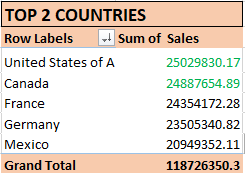 TOP 2 COUNTRIES
Row Labels Sum of Sales
United States of A 25029830.17
Canada 24887654.89
France 24354172.28
Germany 23505340.82
Mexico 20949352.11
Grand Total 118726350.3